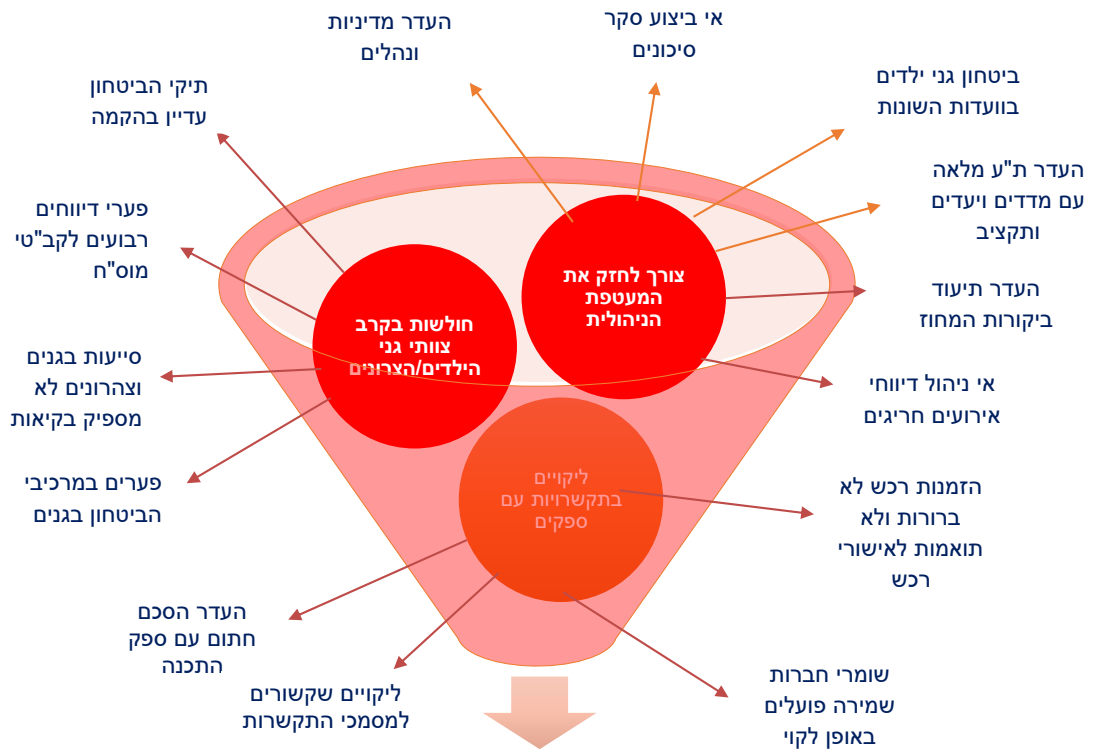 אי ביצוע סקר
סיכונים
העדר מדיניות
ונהלים
ביטחון גני ילדים
בוועדות השונות
תיקי הביטחון
עדיין בהקמה
העדר ת"ע מלאה
עם מדדים ויעדים
ותקציב
פערי דיווחים
רבועים לקב"טי
מוס"ח
צורך לחזק את
המעטפת
הניהולית
העדר תיעוד
ביקורות המחוז
חולשות בקרב
צוותי גני
הילדים/הצרונים
סייעות בגנים
וצהרונים לא
מספיק בקיאות
אי ניהול דיווחי
אירועים חריגים
פערים במרכיבי
הביטחון בגנים
ליקויים
בתקשרויות עם
ספקים
הזמנות רכש לא
ברורות ולא
תואמות לאישורי
רכש
העדר הסכם
חתום עם ספק
התכנה
ליקויים שקשורים
למסמכי התקשרות
שומרי חברות
שמירה פועלים
באופן לקוי